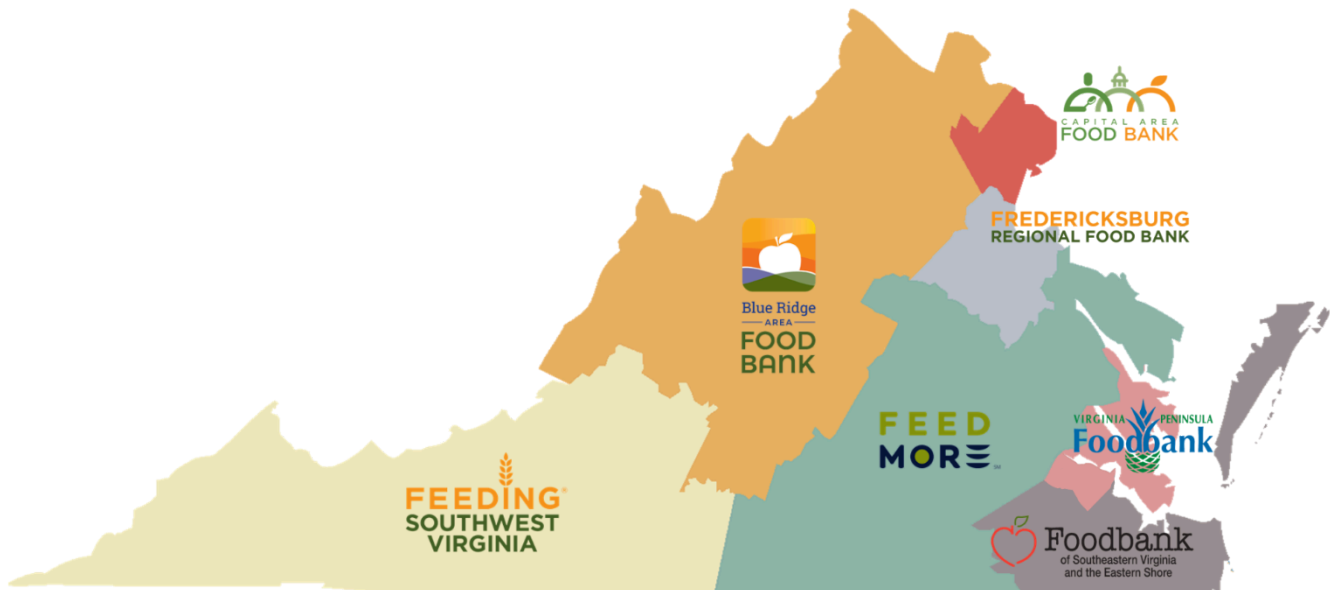 CAPITAL AREA
FOOD BANK
FREDERICKSBURG
REGIONAL FOOD BANK
Blue Ridge
AREA
FOOD
BANK
FEED
MORE
VIRGINIA PENINSULA
Foodbank
FEEDING®
SOUTHWEST
VIRGINIA
Foodbank
of Southeastern Virginia
and the Eastern Shore